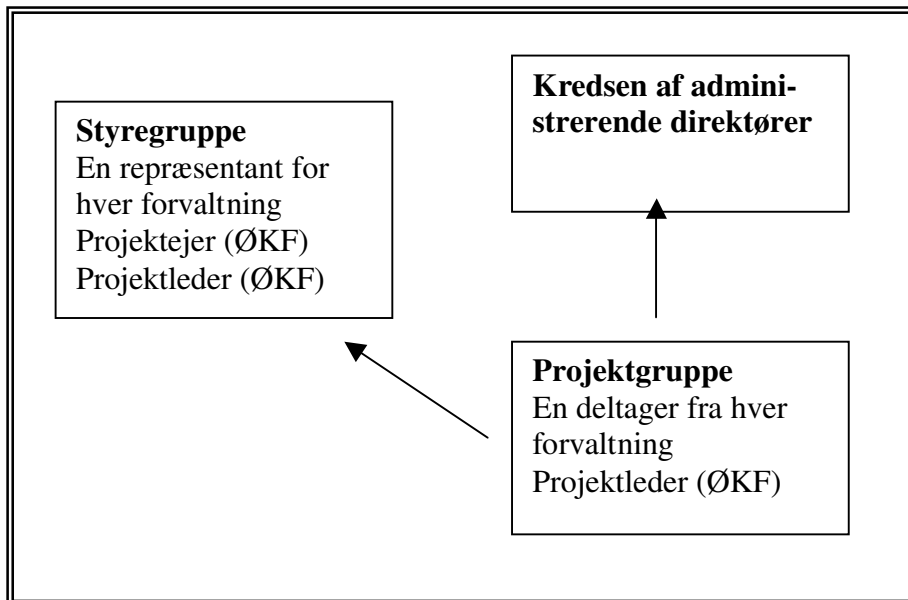 Styregruppe
En repræsentant for
hver forvaltning
Projektejer (ØKF)
Projektleder (ØKF)
Kredsen af admini-
strerende direktører
Projektgruppe
En deltager fra hver
forvaltning
Projektleder (ØKF)